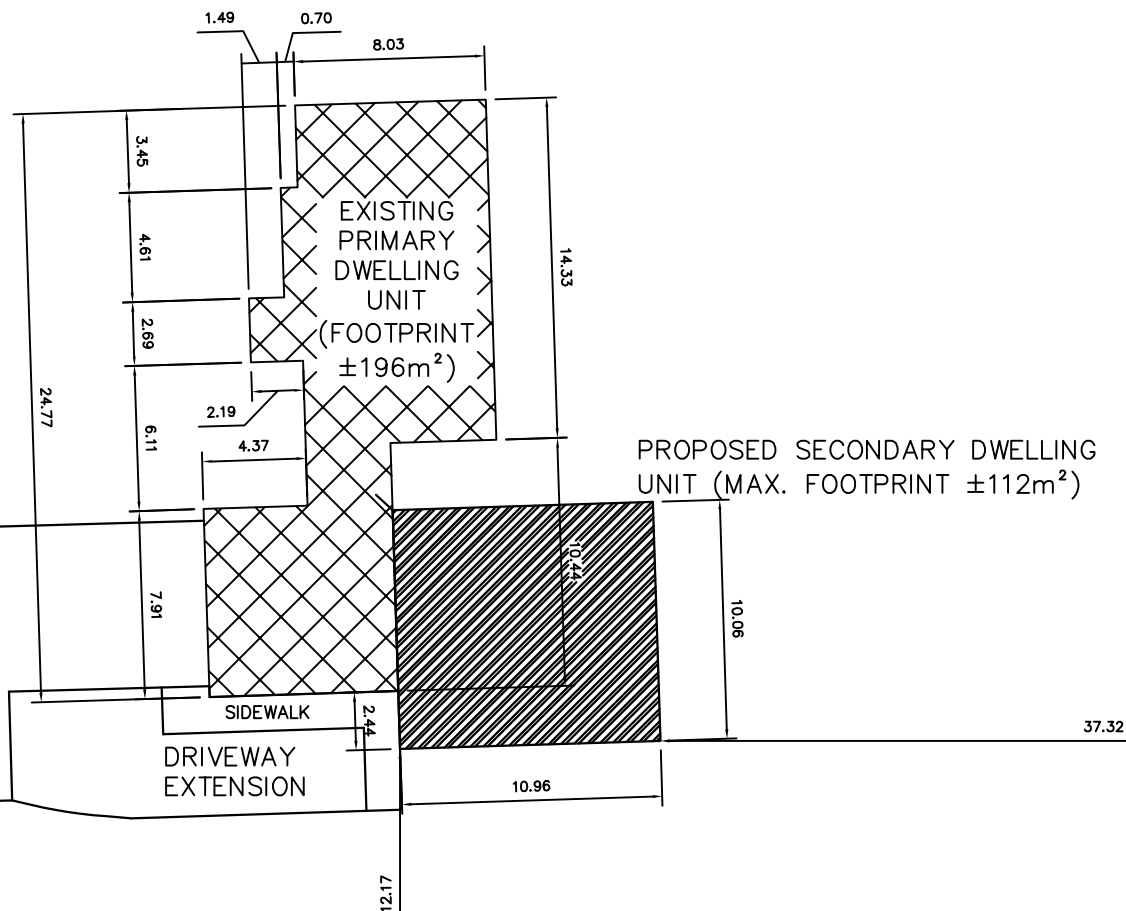 1.49
0.70
8.03
3.45
EXISTING
PRIMARY
DWELLING
UNIT
(FOOTPRINT
±196m²)
4.61
14.33
2.69
24.77
2.19
6.11
4.37
PROPOSED SECONDARY DWELLING
UNIT (MAX. FOOTPRINT ±112m²)
10.44
7.91
10.06
SIDEWALK
2.44
37.32
DRIVEWAY
EXTENSION
10.96
12.17